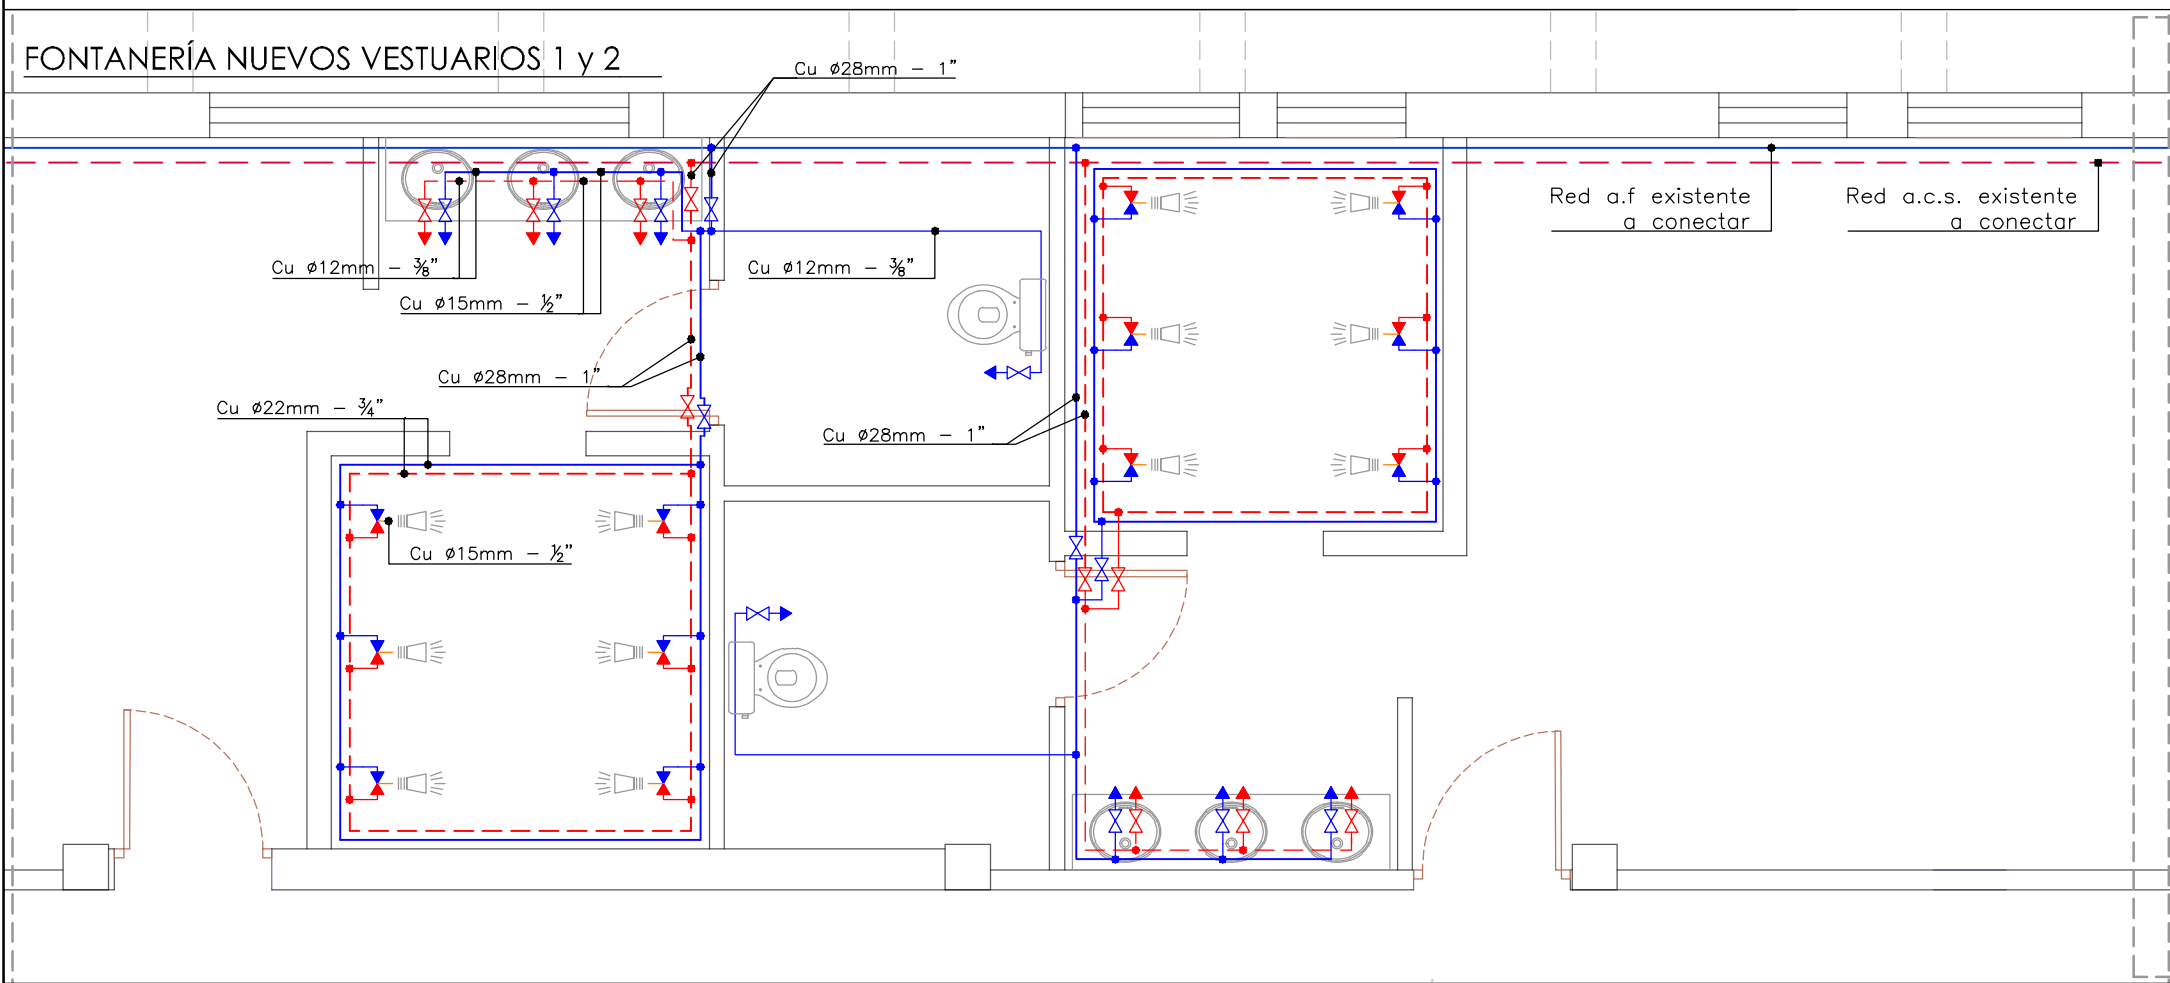 FONTANERÍA NUEVOS VESTUARIOS 1 y 2
Cu ø28mm – 1"
Red a.f existente
a conectar
Red a.c.s. existente
a conectar
Cu ø12mm – ⅜"
Cu ø12mm – ⅜"
Cu ø15mm – ½"
Cu ø28mm – 1"
Cu ø22mm – ¾"
Cu ø28mm – 1"
Cu ø15mm – ½"